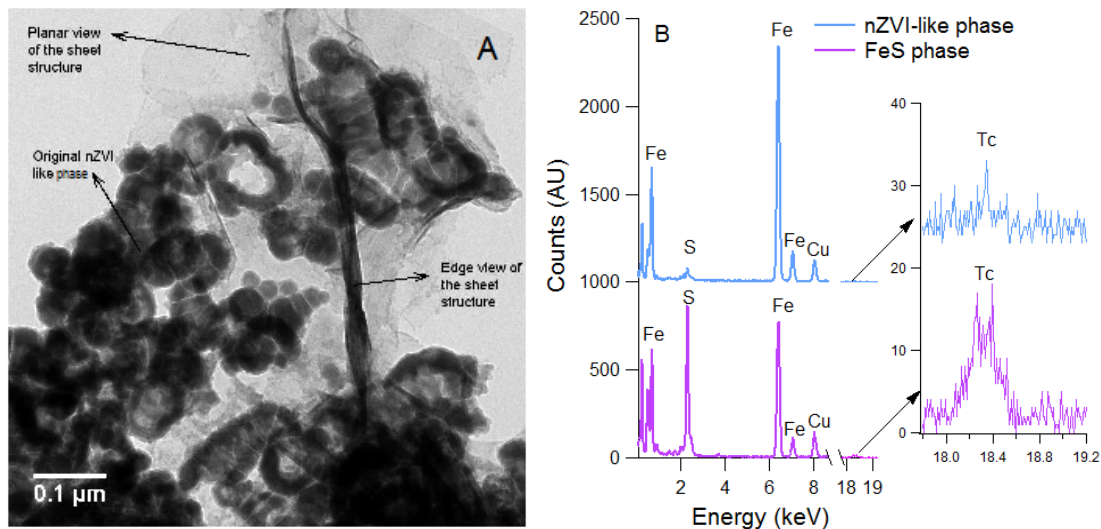 Planar view
of the sheet
structure
A
Original nZVI
like phase
Edge view of
the sheet
structure
0.1 µm
B
nZVI-like phase
FeS phase
2500
2000
1500
1000
500
0
Counts (AU)
Fe
Fe
S
Fe
Cu
S
Fe
Fe
Fe
Cu
2 4 6 8 18 19
Energy (keV)
40
30
20
20
10
0
Tc
Tc
18.0 18.4 18.8 19.2